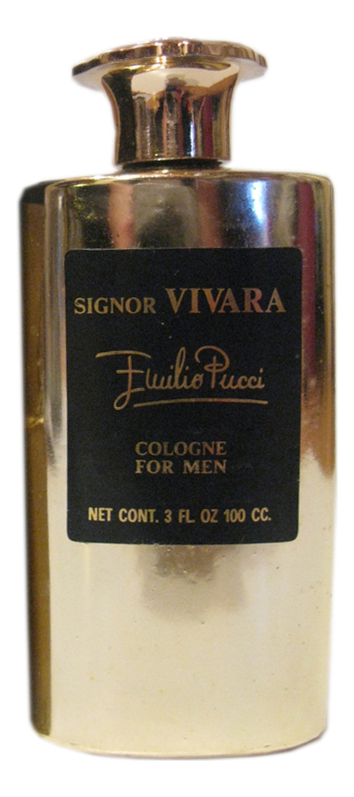 SIGNOR VIVARA
Emilio Pucci
COLOGNE
FOR MEN
NET CONT. 3 FL OZ 100 CC.